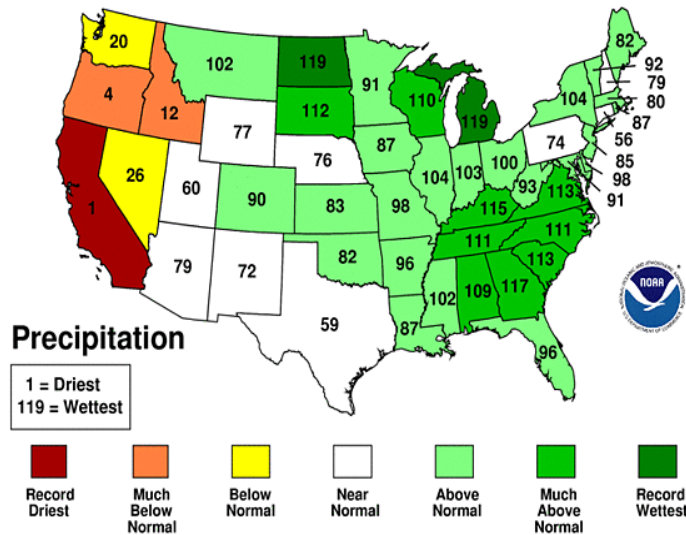 20
102
119
91
82
92
79
80
87
56
85
98
91
4
12
112
110
119
104
77
76
87
74
1
26
60
90
83
98
104
103
100
93
113
115
111
111
113
79
72
82
96
102
109
117
59
87
96
NOAA
Precipitation
1 = Driest
119 = Wettest
Record
Driest
Much
Below
Normal
Below
Normal
Near
Normal
Above
Normal
Much
Above
Normal
Record
Wettest